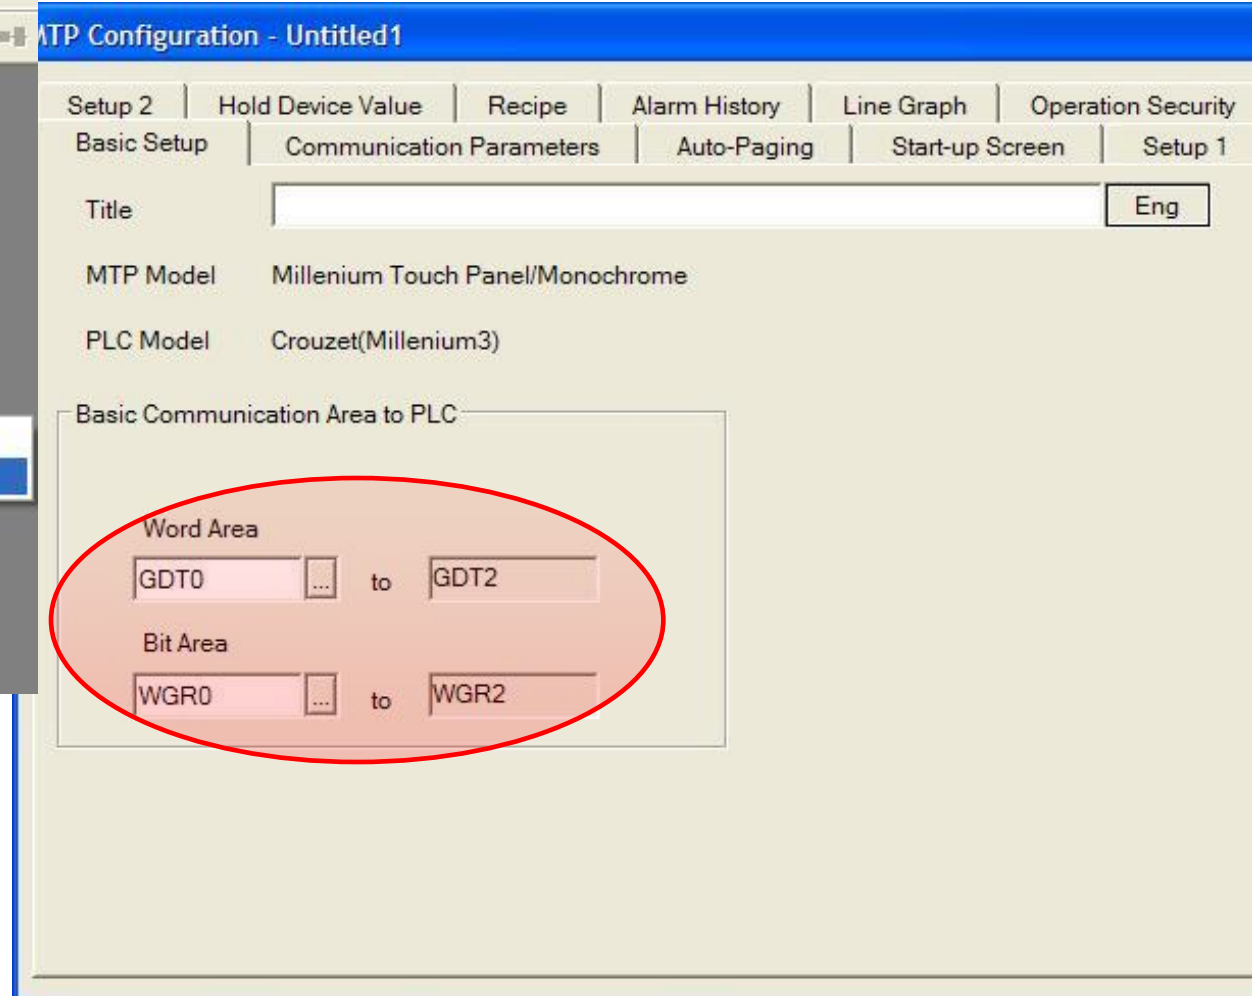 MTP Configuration - Untitled1
Setup 2 Hold Device Value Recipe Alarm History Line Graph Operation Security
Basic Setup Communication Parameters Auto-Paging Start-up Screen Setup 1
Title Eng
MTP Model Millenium Touch Panel/Monochrome
PLC Model Crouzet(Millenium3)
Basic Communication Area to PLC
Word Area
GDT0 ... to GDT2
Bit Area
WGR0 ... to WGR2